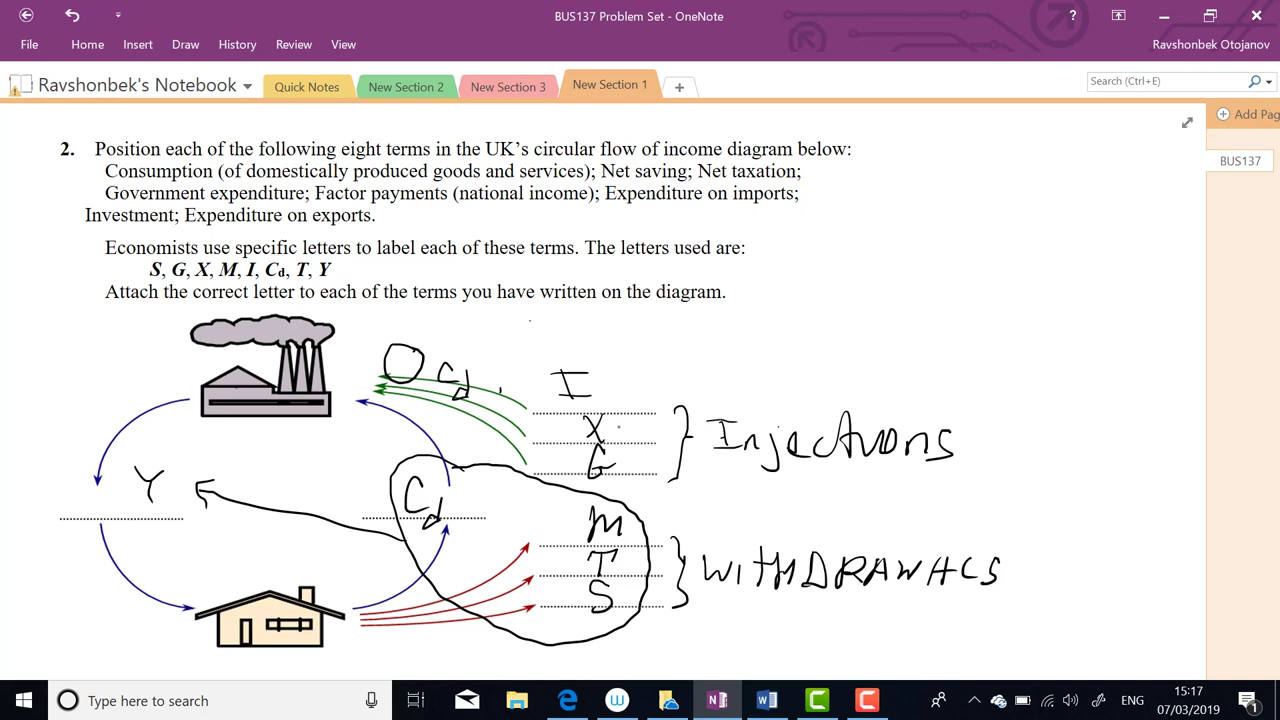 BUS137 Problem Set - OneNote
?
File Home Insert Draw History Review View
Ravshonbek Otojanov
Ravshonbek's Notebook
Quick Notes
New Section 2
New Section 3
New Section 1
+
Search (Ctrl+E)
Add Pag
BUS137
2. Position each of the following eight terms in the UK's circular flow of income diagram below:
Consumption (of domestically produced goods and services); Net saving; Net taxation;
Government expenditure; Factor payments (national income); Expenditure on imports;
Investment; Expenditure on exports.
Economists use specific letters to label each of these terms. The letters used are:
S, G, X, M, I, Cd, T, Y
Attach the correct letter to each of the terms you have written on the diagram.
O Cd.
I
X
G
} Injections
Y
Cd
M
T
S
} WITHDRAWALS
Type here to search
ENG
15:17
07/03/2019
1